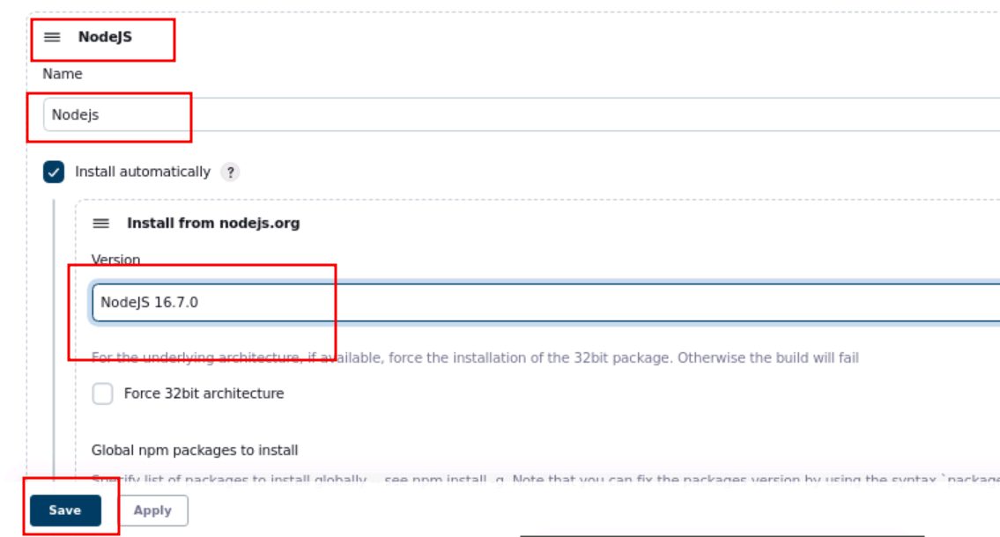 NodeJS
Name
Nodejs
Install automatically ?
Install from nodejs.org
Version
NodeJS 16.7.0
For the underlying architecture, if available, force the installation of the 32bit package. Otherwise the build will fail
Force 32bit architecture
Global npm packages to install
Specify list of packages to install globally -- see npm install -g. Note that you can fix the packages version by using the syntax `package
Save Apply